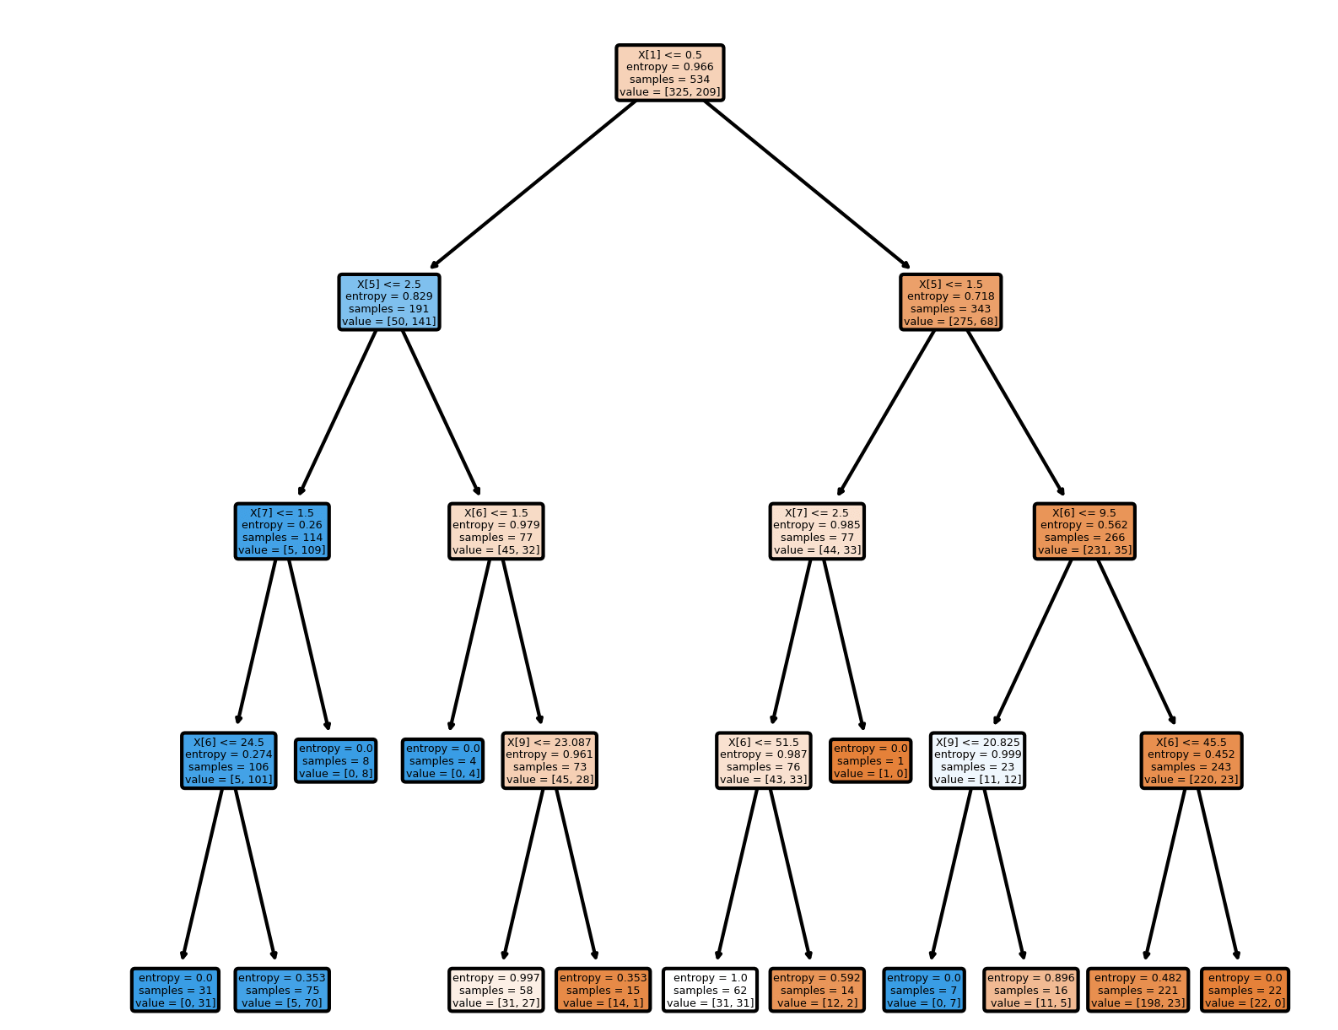 X[1] <= 0.5
entropy = 0.966
samples = 534
value = [325, 209]
X[5] <= 2.5
entropy = 0.829
samples = 191
value = [50, 141]
X[5] <= 1.5
entropy = 0.718
samples = 343
value = [275, 68]
X[7] <= 1.5
entropy = 0.26
samples = 114
value = [5, 109]
X[6] <= 1.5
entropy = 0.979
samples = 77
value = [45, 32]
X[7] <= 2.5
entropy = 0.985
samples = 77
value = [44, 33]
X[6] <= 9.5
entropy = 0.562
samples = 266
value = [231, 35]
X[6] <= 24.5
entropy = 0.274
samples = 106
value = [5, 101]
entropy = 0.0
samples = 8
value = [0, 8]
entropy = 0.0
samples = 4
value = [0, 4]
X[9] <= 23.087
entropy = 0.961
samples = 73
value = [45, 28]
X[6] <= 51.5
entropy = 0.987
samples = 76
value = [43, 33]
entropy = 0.0
samples = 1
value = [1, 0]
X[9] <= 20.825
entropy = 0.999
samples = 23
value = [11, 12]
X[6] <= 45.5
entropy = 0.452
samples = 243
value = [220, 23]
entropy = 0.0
samples = 31
value = [0, 31]
entropy = 0.353
samples = 75
value = [5, 70]
entropy = 0.997
samples = 58
value = [31, 27]
entropy = 0.353
samples = 15
value = [14, 1]
entropy = 1.0
samples = 62
value = [31, 31]
entropy = 0.592
samples = 14
value = [12, 2]
entropy = 0.0
samples = 7
value = [0, 7]
entropy = 0.896
samples = 16
value = [11, 5]
entropy = 0.482
samples = 221
value = [198, 23]
entropy = 0.0
samples = 22
value = [22, 0]